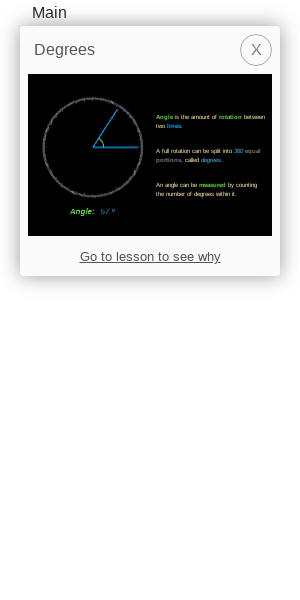 Main
Degrees
X
Angle is the amount of rotation between
two lines.
A full rotation can be split into 360 equal
portions, called degrees.
An angle can be measured by counting
the number of degrees within it.
Angle: 57°
Go to lesson to see why